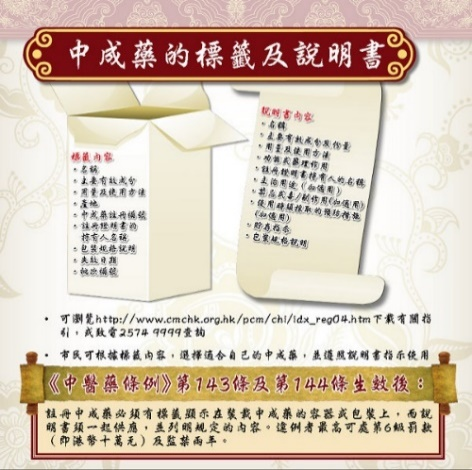 中成藥的標籤及說明書
標籤內容
·名稱
·主要有效成分
·用量及使用方法
·產地
·中成藥註冊編號
·註冊證明書的
持有人名稱
·包裝規格說明
·失效日期
·批次編號
說明書內容
·名稱
·主要有效成分及份量
·用量及使用方法
·功能或藥理作用
·註冊證明書持有人的名稱
·主治用途(如適用)
·禁忌或毒/副作用(如適用)
·使用時須採取的預防措施
(如適用)
·貯存指示
·包裝規格說明
• 可瀏覽http://www.cmchk.org.hk/pcm/chi/idx_reg04.htm下載有關指
引,或致電2574 9999查詢
• 市民可根據標籤內容,選擇適合自己的中成藥,並遵照說明書指示使用
《中醫藥條例》第143條及第144條生效後:
註冊中成藥必須有標籤顯示在裝載中成藥的容器或包裝上,而說
明書須一起供應,並列明規定的內容。違例者最高可處第6級罰款
(即港幣十萬元)及監禁兩年。